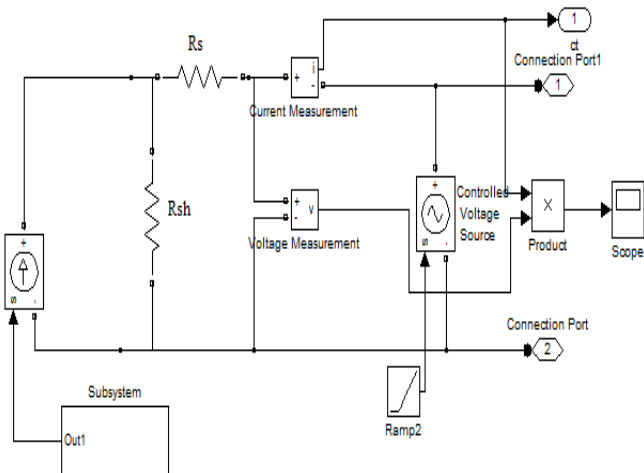 Rs
i
+
-
1
ct
Connection Port1
1
Current Measurement
Rsh
+
-
v
Voltage Measurement
+
s
-
Controlled
Voltage
Source
×
Product
Scope
+
s
-
Connection Port
2
Subsystem
Out1
Ramp2